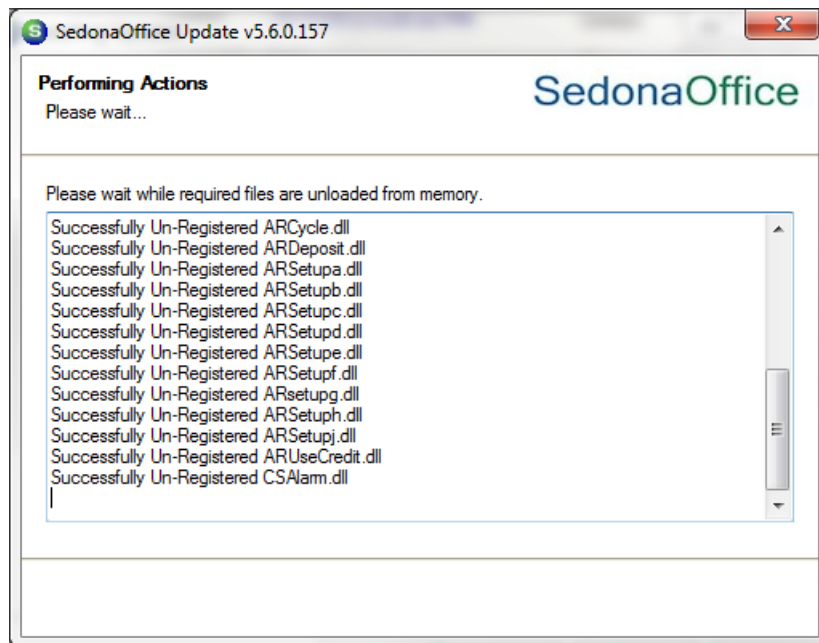 SedonaOffice Update v5.6.0.157
Performing Actions
Please wait...
SedonaOffice
Please wait while required files are unloaded from memory.
Successfully Un-Registered ARCycle.dll
Successfully Un-Registered ARDeposit.dll
Successfully Un-Registered ARSetupa.dll
Successfully Un-Registered ARSetupb.dll
Successfully Un-Registered ARSetupc.dll
Successfully Un-Registered ARSetupd.dll
Successfully Un-Registered ARSetupe.dll
Successfully Un-Registered ARSetupf.dll
Successfully Un-Registered ARsetupg.dll
Successfully Un-Registered ARSetuph.dll
Successfully Un-Registered ARSetupj.dll
Successfully Un-Registered ARUseCredit.dll
Successfully Un-Registered CSAlarm.dll